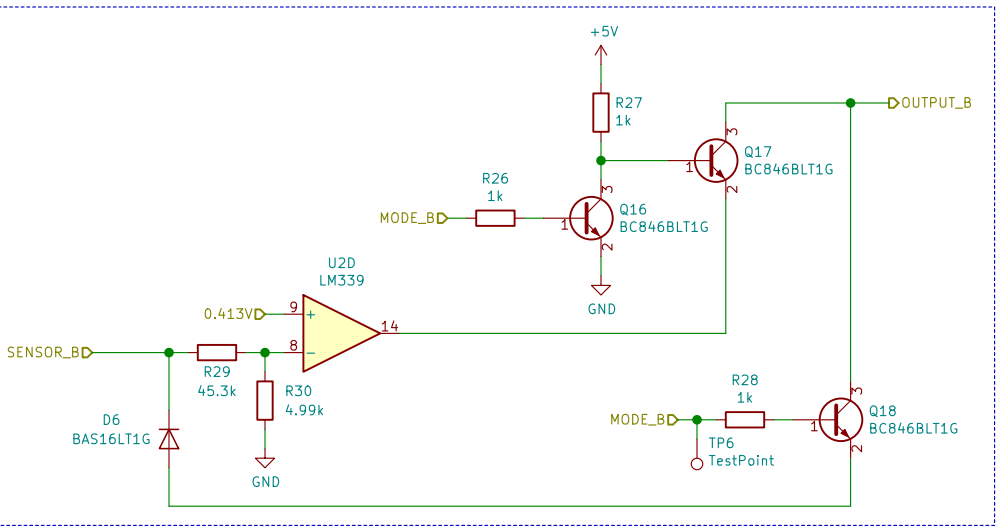 +5V
R27
1k
OUTPUT_B
3
Q17
BC846BLT1G
1
2
R26
1k
MODE_B
3
Q16
BC846BLT1G
1
2
GND
U2D
LM339
0.413V
9
+
14
SENSOR_B
8
−
R29
45.3k
R30
4.99k
GND
D6
BAS16LT1G
R28
1k
MODE_B
3
Q18
BC846BLT1G
1
2
TP6
TestPoint